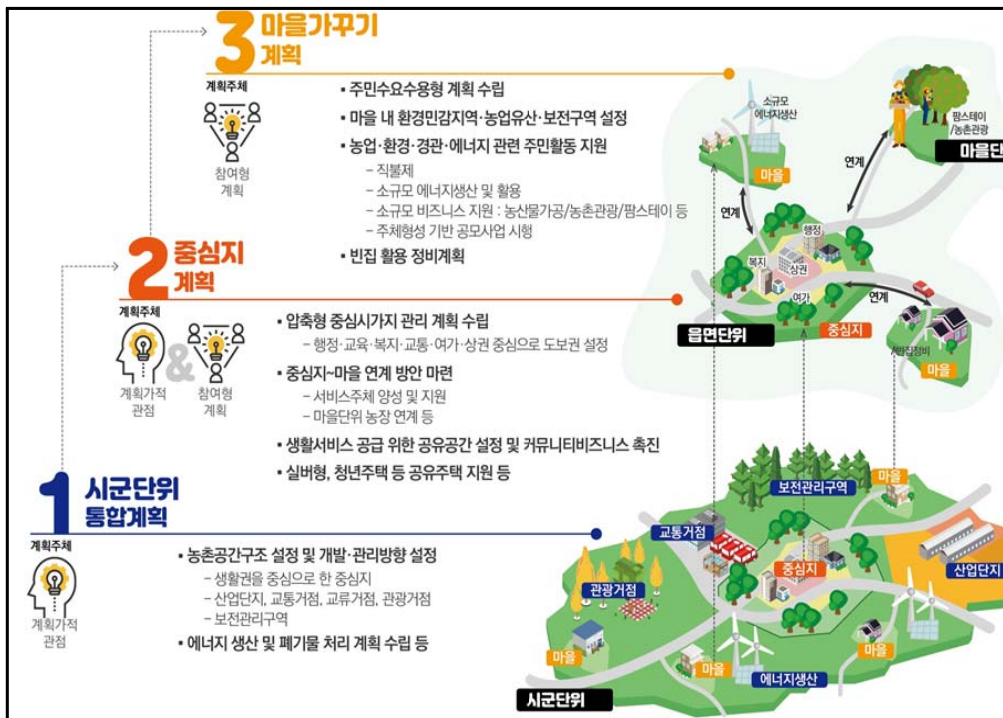 3 마을가꾸기
계획
계획주체
참여형
계획
▪ 주민수요수용형 계획 수립
▪ 마을 내 환경민감지역·농업유산·보전구역 설정
▪ 농업·환경·경관·에너지 관련 주민활동 지원
– 직불제
– 소규모 에너지생산 및 활용
– 소규모 비즈니스 지원 : 농산물가공/농촌관광/팜스테이 등
– 주체형성 기반 공모사업 시행
▪ 빈집 활용 정비계획
2 중심지
계획
계획주체
계획가적
관점
&
참여형
계획
▪ 압축형 중심시가지 관리 계획 수립
– 행정·교육·복지·교통·여가·상권 중심으로 도보권 설정
▪ 중심지~마을 연계 방안 마련
– 서비스주체 양성 및 지원
– 마을단위 농장 연계 등
▪ 생활서비스 공급 위한 공유공간 설정 및 커뮤니티비즈니스 촉진
▪ 실버형, 청년주택 등 공유주택 지원 등
1 시군단위
통합계획
계획주체
계획가적
관점
▪ 농촌공간구조 설정 및 개발·관리방향 설정
– 생활권을 중심으로 한 중심지
– 산업단지, 교통거점, 교류거점, 관광거점
– 보전관리구역
▪ 에너지 생산 및 폐기물 처리 계획 수립 등
소규모
에너지생산
팜스테이
/농촌관광
마을단
마을
연계
연계
행정
복지
상권
여가
연계
읍면단위
중심지
빈집정비
마을
보전관리구역
마을
교통거점
중심지
산업단지
관광거점
마을
마을
마을
에너지생산
시군단위